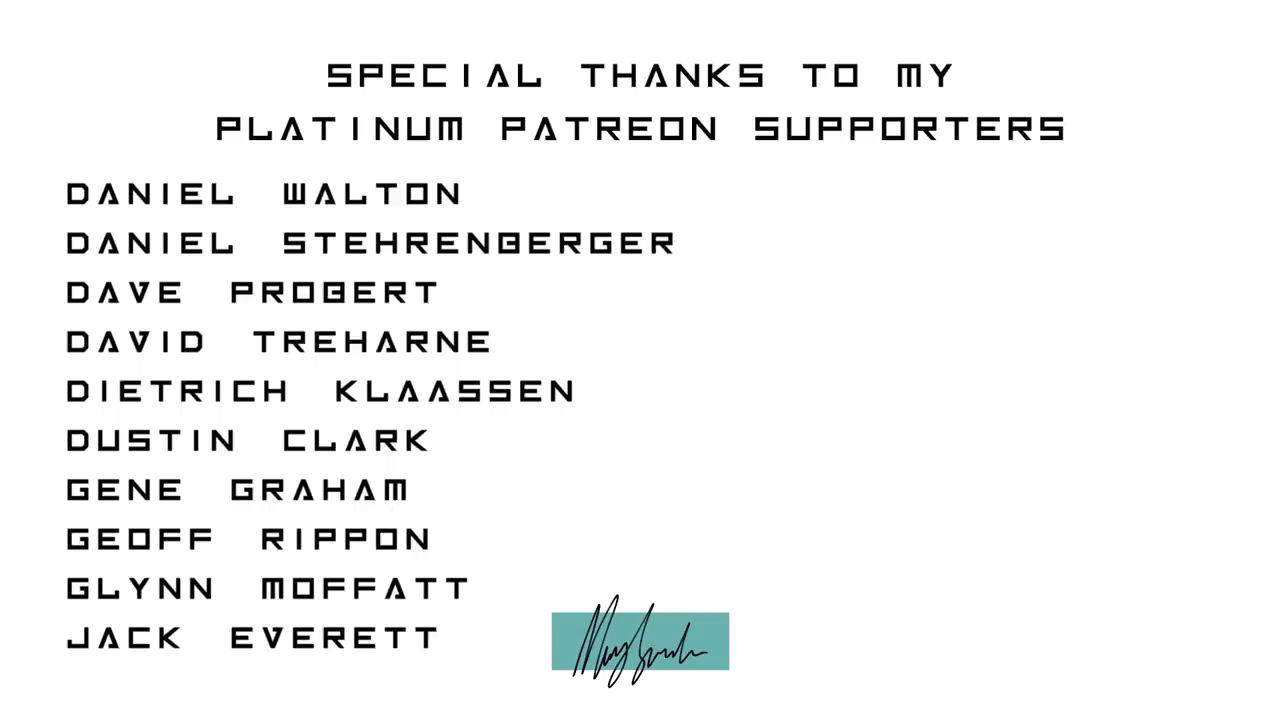 SPECIAL THANKS TO MY
PLATINUM PATREON SUPPORTERS
DANIEL WALTON
DANIEL STEHRENBERGER
DAVE PROBERT
DAVID TREHARNE
DIETRICH KLAASSEN
DUSTIN CLARK
GENE GRAHAM
GEOFF RIPPON
GLYNN MOFFATT
JACK EVERETT